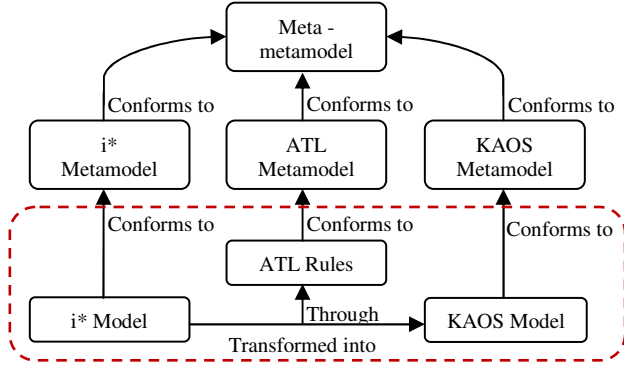 Meta -
metamodel
Conforms to
Conforms to
Conforms to
i*
Metamodel
ATL
Metamodel
KAOS
Metamodel
Conforms to
Conforms to
Conforms to
ATL Rules
i* Model
Through
KAOS Model
Transformed into